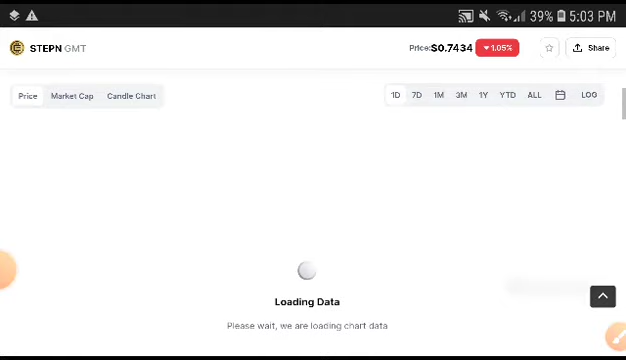 39% 5:03 PM
STEPN GMT Price:$0.7434 ▼1.05% Share
Price Market Cap Candle Chart 1D 7D 1M 3M 1Y YTD ALL LOG
Loading Data
Please wait, we are loading chart data